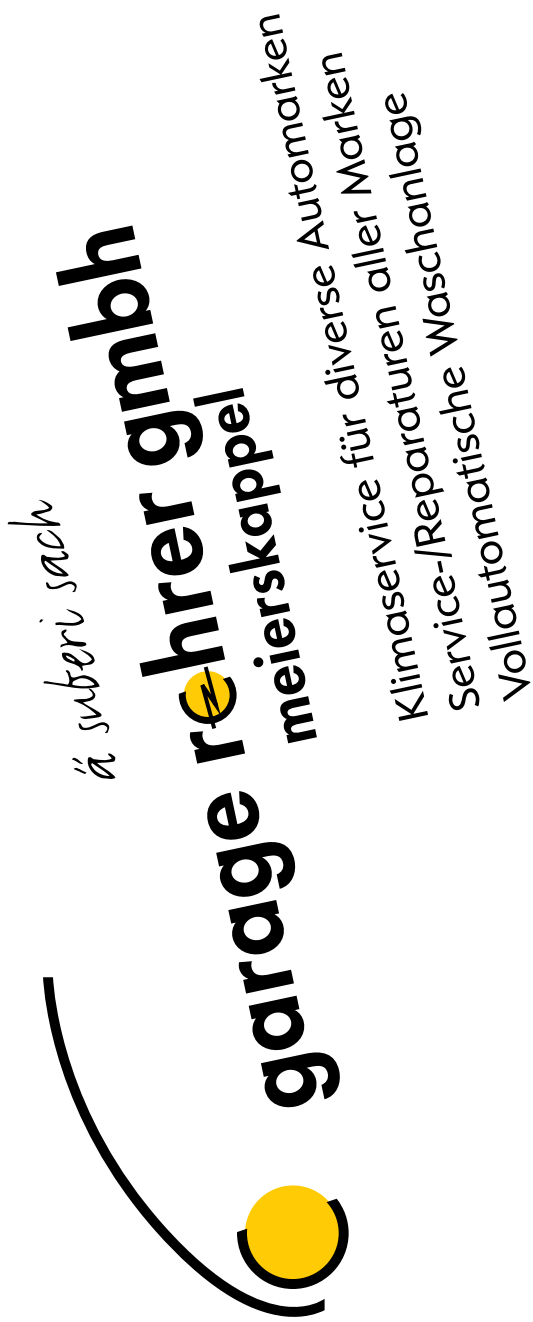 ä suberi sach
garage rohrer gmbh
meierskappel
Klimaservice für diverse Automarken
Service-/Reparaturen aller Marken
Vollautomatische Waschanlage